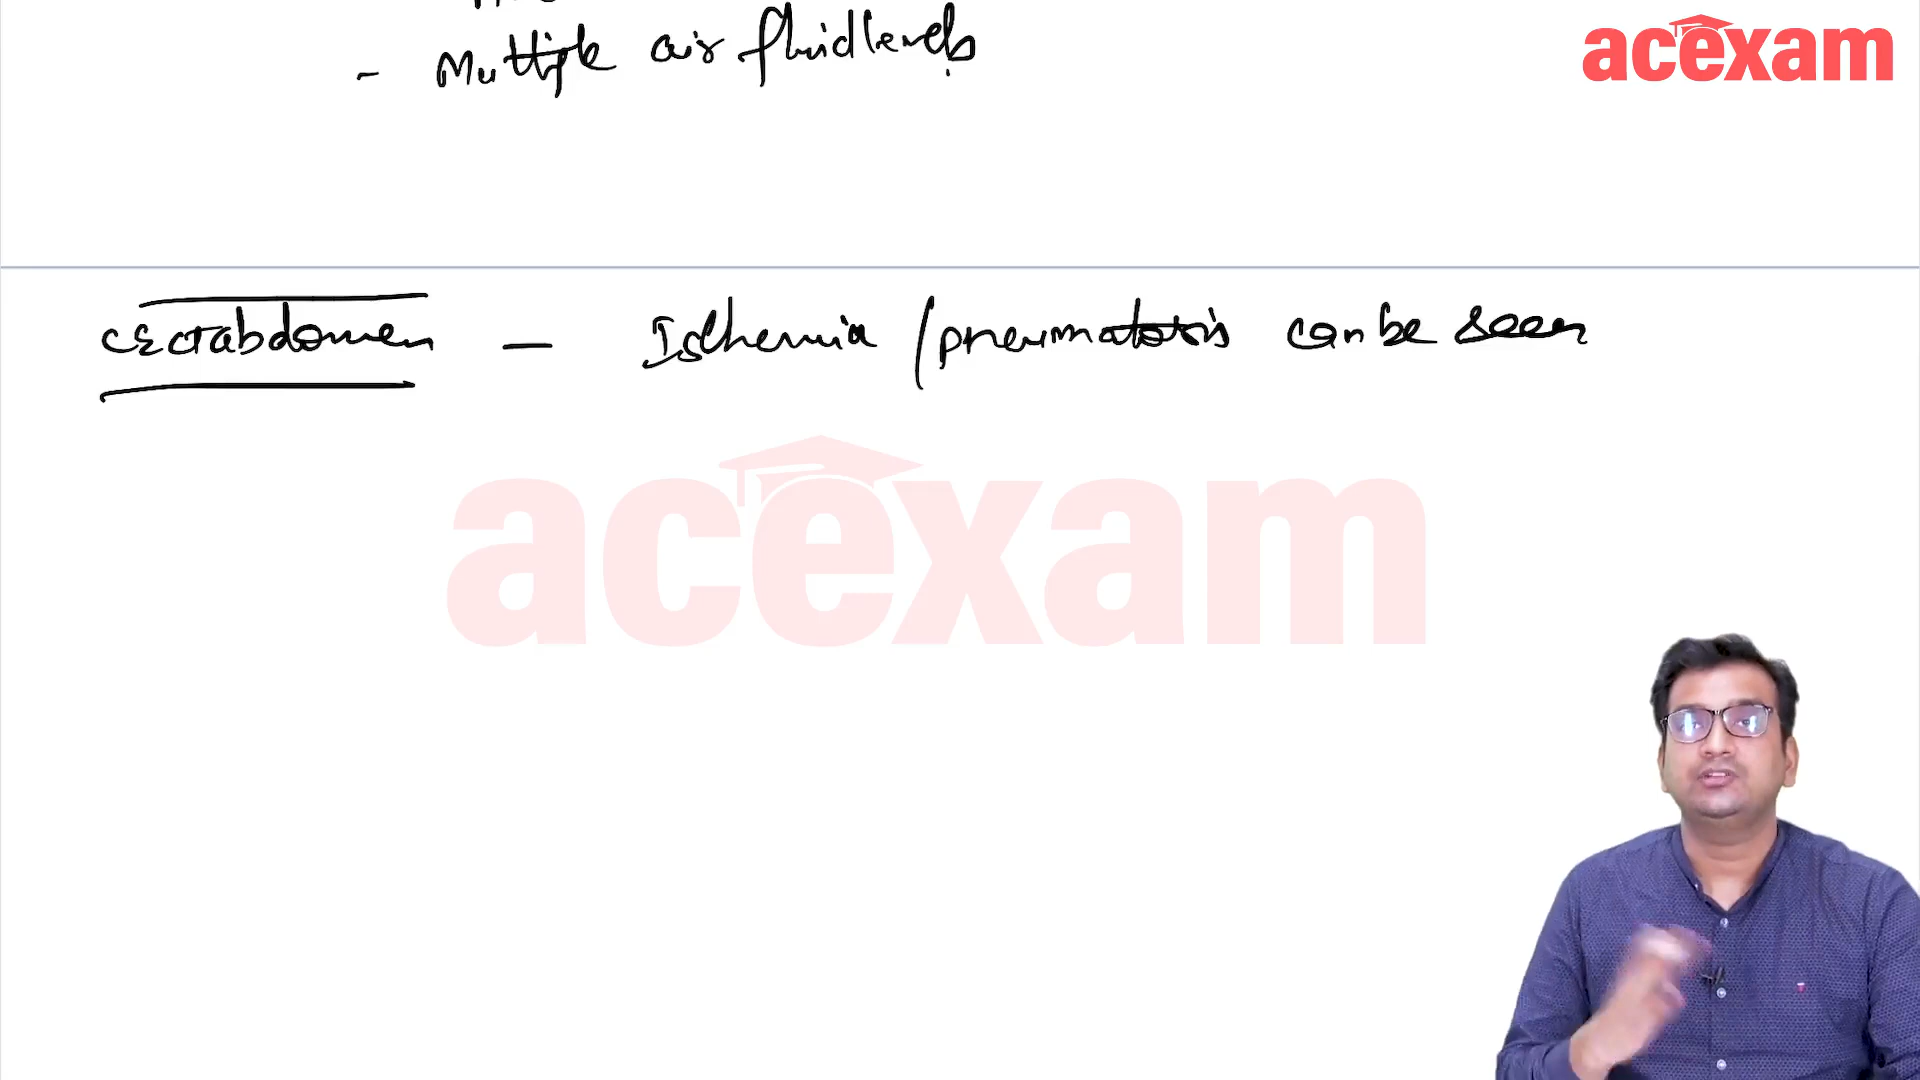 - Multiple air fluid levels
acexam
CECT abdomen - Ischemia / pneumatosis can be seen
acexam